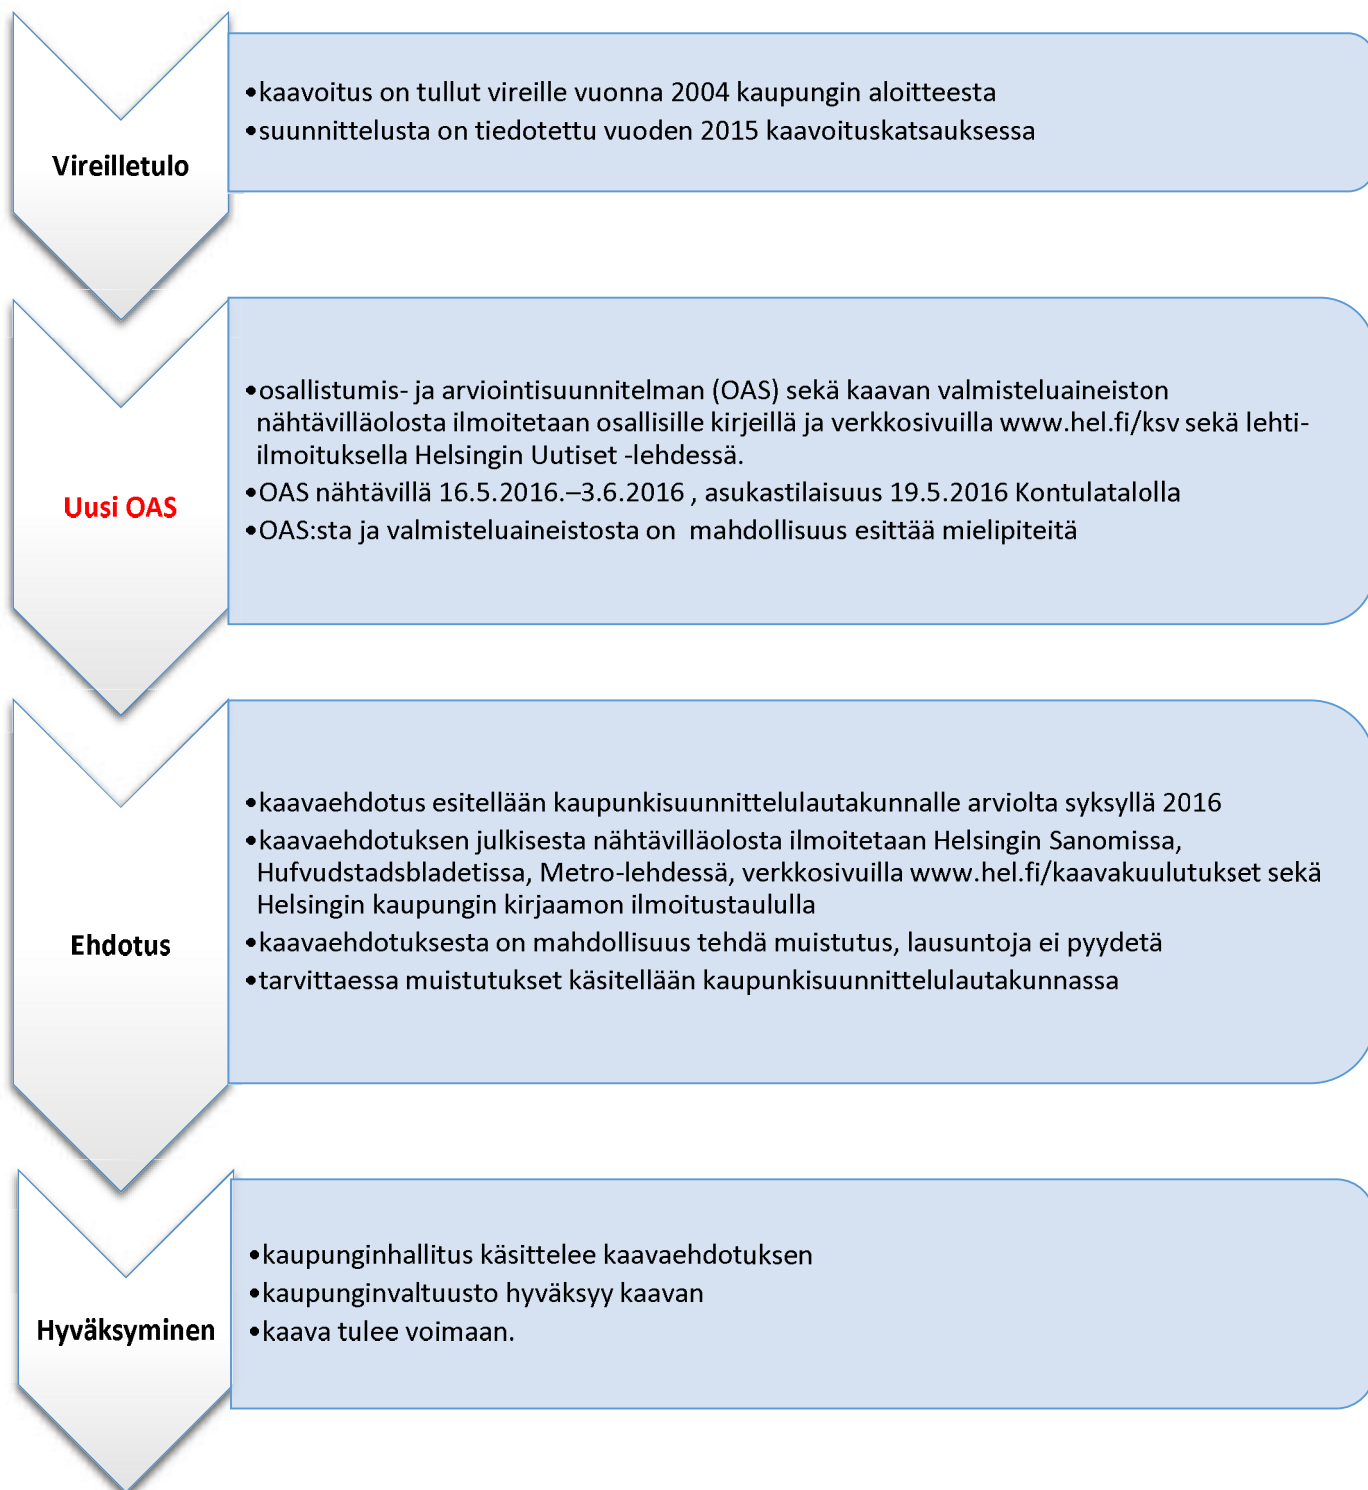 Vireilletulo
•kaavoitus on tullut vireille vuonna 2004 kaupungin aloitteesta
•suunnittelusta on tiedotettu vuoden 2015 kaavoituskatsauksessa
Uusi OAS
•osallistumis- ja arviointisuunnitelman (OAS) sekä kaavan valmisteluaineiston
nähtävilläolosta ilmoitetaan osallisille kirjeillä ja verkkosivuilla www.hel.fi/ksv sekä lehti-
ilmoituksella Helsingin Uutiset -lehdessä.
•OAS nähtävillä 16.5.2016.–3.6.2016 , asukastilaisuus 19.5.2016 Kontulatalolla
•OAS:sta ja valmisteluaineistosta on  mahdollisuus esittää mielipiteitä
Ehdotus
•kaavaehdotus esitellään kaupunkisuunnittelulautakunnalle arviolta syksyllä 2016
•kaavaehdotuksen julkisesta nähtävilläolosta ilmoitetaan Helsingin Sanomissa,
Hufvudstadsbladetissa, Metro-lehdessä, verkkosivuilla www.hel.fi/kaavakuulutukset sekä
Helsingin kaupungin kirjaamon ilmoitustaululla
•kaavaehdotuksesta on mahdollisuus tehdä muistutus, lausuntoja ei pyydetä
•tarvittaessa muistutukset käsitellään kaupunkisuunnittelulautakunnassa
Hyväksyminen
•kaupunginhallitus käsittelee kaavaehdotuksen
•kaupunginvaltuusto hyväksyy kaavan
•kaava tulee voimaan.